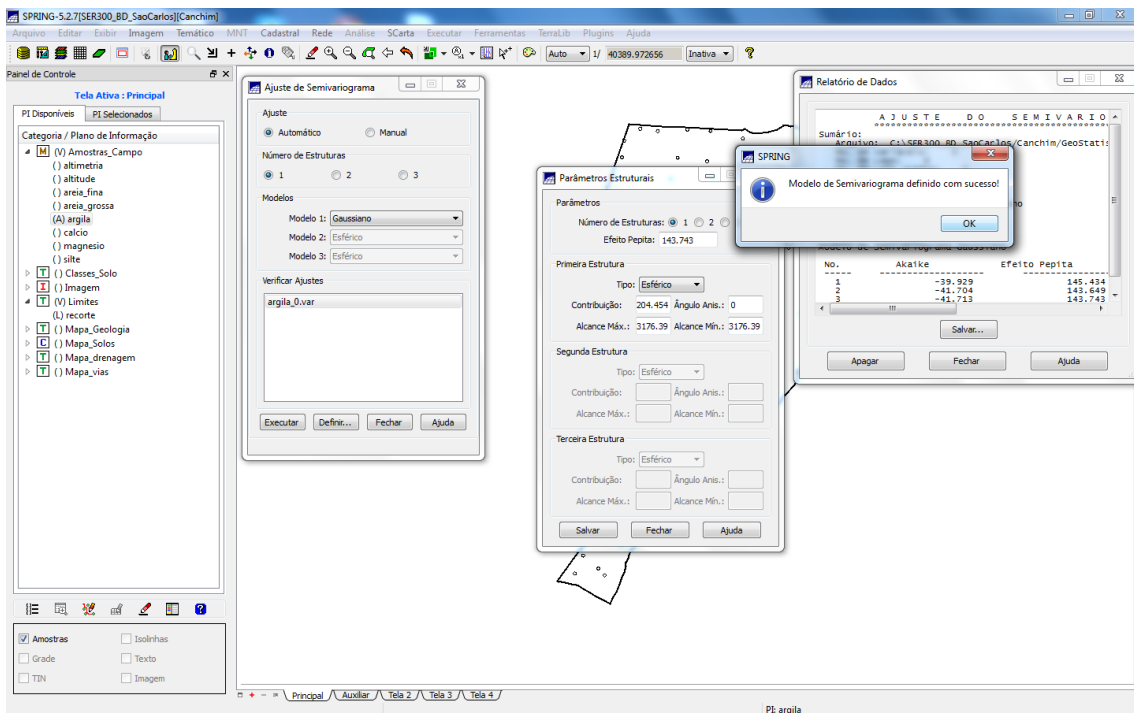 SPRING-5.2.7[SER300_BD_SaoCarlos][Canchim]
Arquivo Editar Exibir Imagem Temático MNT Cadastral Rede Análise SCarta Executar Ferramentas TerraLib Plugins Ajuda
Auto 1/ 40389.972656 Inativa
Painel de Controle
Tela Ativa : Principal
PI Disponíveis PI Selecionados
Categoria / Plano de Informação
M (V) Amostras_Campo
( ) altimetria
( ) altitude
( ) areia_fina
( ) areia_grossa
(A) argila
( ) calcio
( ) magnesio
( ) silte
T ( ) Classes_Solo
I ( ) Imagem
T (V) Limites
(L) recorte
T ( ) Mapa_Geologia
C ( ) Mapa_Solos
T ( ) Mapa_drenagem
T ( ) Mapa_vias
Amostras Isolinhas
Grade Texto
TIN Imagem
Ajuste de Semivariograma
Ajuste
Automático Manual
Número de Estruturas
1 2 3
Modelos
Modelo 1: Gaussiano
Modelo 2: Esférico
Modelo 3: Esférico
Verificar Ajustes
argila_0.var
Executar Definir... Fechar Ajuda
Parâmetros Estruturais
Parâmetros
Número de Estruturas: 1 2
Efeito Pepita: 143.743
Primeira Estrutura
Tipo: Esférico
Contribuição: 204.454 Ângulo Anis.: 0
Alcance Máx.: 3176.39 Alcance Mín.: 3176.39
Segunda Estrutura
Tipo: Esférico
Contribuição: Ângulo Anis.:
Alcance Máx.: Alcance Mín.:
Terceira Estrutura
Tipo: Esférico
Contribuição: Ângulo Anis.:
Alcance Máx.: Alcance Mín.:
Salvar Fechar Ajuda
Relatório de Dados
AJUSTE DO SEMIVARIO
Sumário:
Arquivo: C:\SER300_BD_SaoCarlos/Canchim/GeoStatis
SPRING
Modelo de Semivariograma definido com sucesso!
OK
No. Akaike Efeito Pepita
1 -39.929 145.434
2 -41.704 143.649
3 -41.713 143.743
Salvar...
Apagar Fechar Ajuda
Principal Auxiliar Tela 2 Tela 3 Tela 4
PI: argila